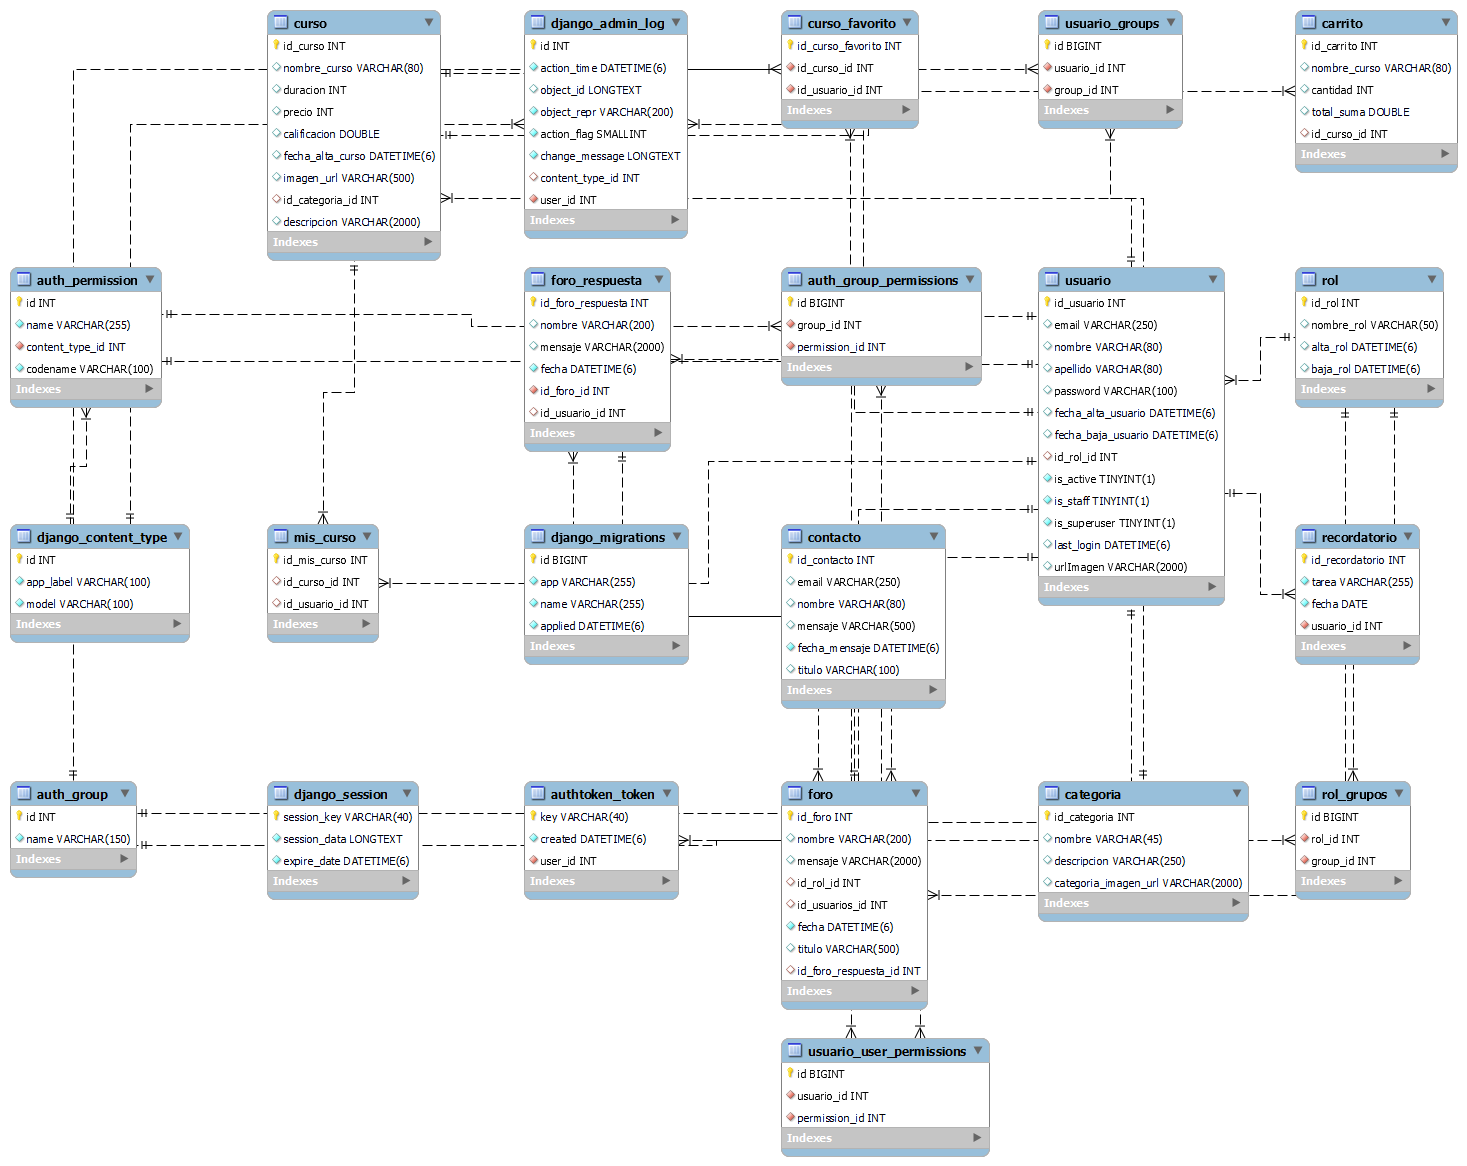 curso
id_curso INT
nombre_curso VARCHAR(80)
duracion INT
precio INT
calificacion DOUBLE
fecha_alta_curso DATETIME(6)
imagen_url VARCHAR(500)
id_categoria_id INT
descripcion VARCHAR(2000)
Indexes
django_admin_log
id INT
action_time DATETIME(6)
object_id LONGTEXT
object_repr VARCHAR(200)
action_flag SMALLINT
change_message LONGTEXT
content_type_id INT
user_id INT
Indexes
curso_favorito
id_curso_favorito INT
id_curso_id INT
id_usuario_id INT
Indexes
usuario_groups
id BIGINT
usuario_id INT
group_id INT
Indexes
carrito
id_carrito INT
nombre_curso VARCHAR(80)
cantidad INT
total_suma DOUBLE
id_curso_id INT
Indexes
auth_permission
id INT
name VARCHAR(255)
content_type_id INT
codename VARCHAR(100)
Indexes
foro_respuesta
id_foro_respuesta INT
nombre VARCHAR(200)
mensaje VARCHAR(2000)
fecha DATETIME(6)
id_foro_id INT
id_usuario_id INT
Indexes
auth_group_permissions
id BIGINT
group_id INT
permission_id INT
Indexes
usuario
id_usuario INT
email VARCHAR(250)
nombre VARCHAR(80)
apellido VARCHAR(80)
password VARCHAR(100)
fecha_alta_usuario DATETIME(6)
fecha_baja_usuario DATETIME(6)
id_rol_id INT
is_active TINYINT(1)
is_staff TINYINT(1)
is_superuser TINYINT(1)
last_login DATETIME(6)
urlImagen VARCHAR(2000)
Indexes
rol
id_rol INT
nombre_rol VARCHAR(50)
alta_rol DATETIME(6)
baja_rol DATETIME(6)
Indexes
django_content_type
id INT
app_label VARCHAR(100)
model VARCHAR(100)
Indexes
mis_curso
id_mis_curso INT
id_curso_id INT
id_usuario_id INT
Indexes
django_migrations
id BIGINT
app VARCHAR(255)
name VARCHAR(255)
applied DATETIME(6)
Indexes
contacto
id_contacto INT
email VARCHAR(250)
nombre VARCHAR(80)
mensaje VARCHAR(500)
fecha_mensaje DATETIME(6)
titulo VARCHAR(100)
Indexes
recordatorio
id_recordatorio INT
tarea VARCHAR(255)
fecha DATE
usuario_id INT
Indexes
auth_group
id INT
name VARCHAR(150)
Indexes
django_session
session_key VARCHAR(40)
session_data LONGTEXT
expire_date DATETIME(6)
Indexes
authtoken_token
key VARCHAR(40)
created DATETIME(6)
user_id INT
Indexes
foro
id_foro INT
nombre VARCHAR(200)
mensaje VARCHAR(2000)
id_rol_id INT
id_usuarios_id INT
fecha DATETIME(6)
titulo VARCHAR(500)
id_foro_respuesta_id INT
Indexes
categoria
id_categoria INT
nombre VARCHAR(45)
descripcion VARCHAR(250)
categoria_imagen_url VARCHAR(2000)
Indexes
rol_grupos
id BIGINT
rol_id INT
group_id INT
Indexes
usuario_user_permissions
id BIGINT
usuario_id INT
permission_id INT
Indexes